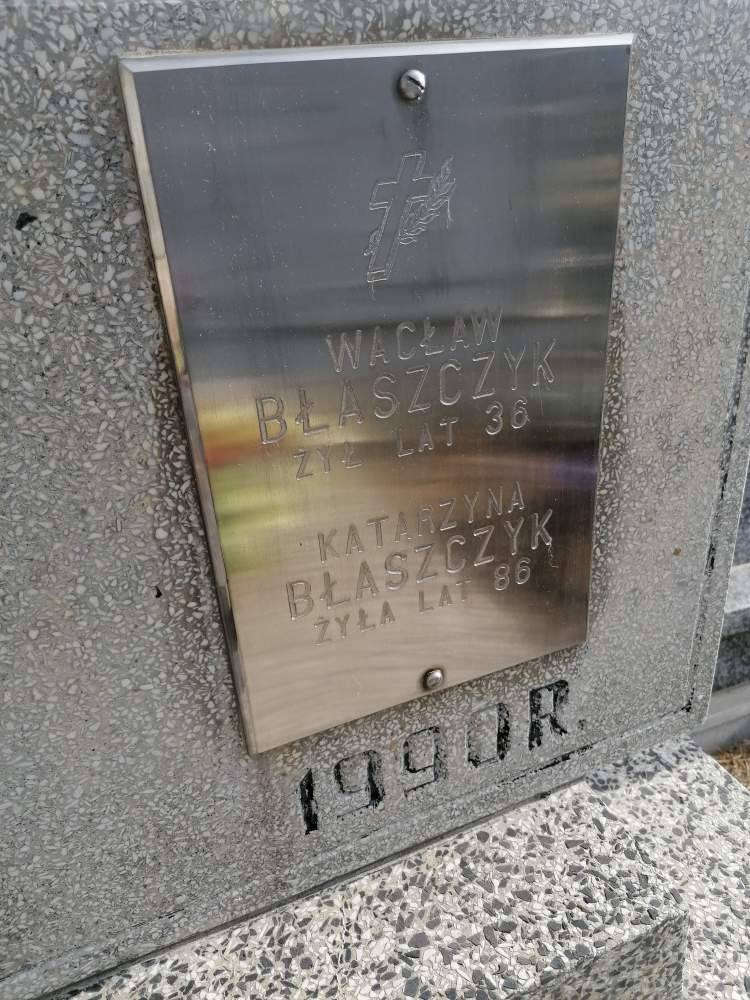 WACŁAW
BŁASZCZYK
ŻYŁ LAT 36
KATARZYNA
BŁASZCZYK
ŻYŁA LAT 86
1990R.